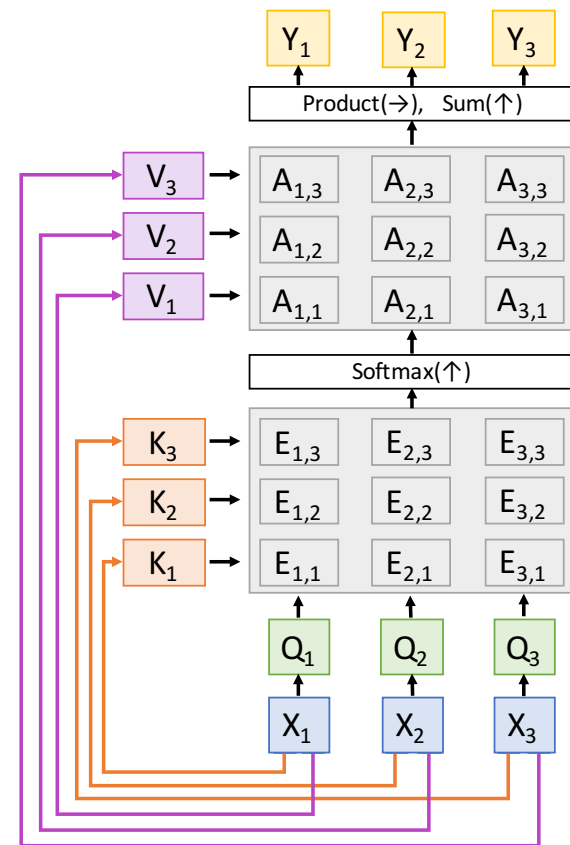 Y1 Y2 Y3
Product(→), Sum(↑)
V3 A1,3 A2,3 A3,3
V2 A1,2 A2,2 A3,2
V1 A1,1 A2,1 A3,1
Softmax(↑)
K3 E1,3 E2,3 E3,3
K2 E1,2 E2,2 E3,2
K1 E1,1 E2,1 E3,1
Q1 Q2 Q3
X1 X2 X3